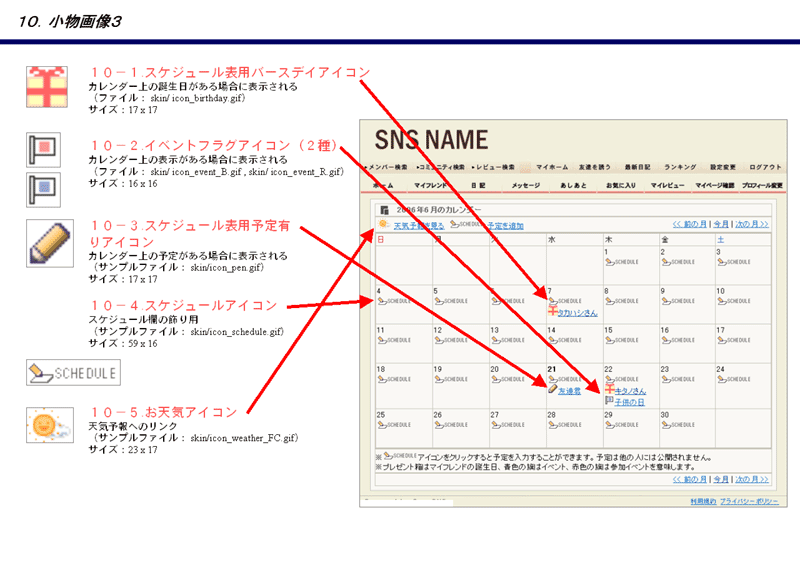 １０．小物画像３
１０－１.スケジュール表用バースデイアイコン
カレンダー上の誕生日がある場合に表示される
（ファイル： skin/ icon_birthday.gif）
サイズ：17 x 17
１０－２.イベントフラグアイコン（２種）
カレンダー上の表示がある場合に表示される
（ファイル： skin/ icon_event_B.gif , skin/ icon_event_R.gif）
サイズ：16 x 16
１０－３.スケジュール表用予定有
りアイコン
カレンダー上の予定がある場合に表示される
（サンプルファイル： skin/icon_pen.gif）
サイズ：17 x 17
１０－４.スケジュールアイコン
スケジュール欄の飾り用
（サンプルファイル： skin/icon_schedule.gif）
サイズ：59 x 16
SCHEDULE
１０－５.お天気アイコン
天気予報へのリンク
（サンプルファイル： skin/icon_weather_FC.gif）
サイズ：23 x 17
SNS NAME
メンバー検索 コミュニティ検索 レビュー検索 マイホーム 友達を誘う 最新日記 ランキング 設定変更 ログアウト
ホーム マイフレンド 日記 メッセージ あしあと お気に入り マイレビュー マイページ確認 プロフィール変更
2006年6月のカレンダー
天気予報を見る SCHEDULE 予定を追加 << 前の月 | 今月 | 次の月 >>
日 月 火 水 木 金 土
1 2 3
SCHEDULE SCHEDULE SCHEDULE
4 5 6 7 8 9 10
SCHEDULE SCHEDULE SCHEDULE SCHEDULE SCHEDULE SCHEDULE SCHEDULE
タカハシさん
11 12 13 14 15 16 17
SCHEDULE SCHEDULE SCHEDULE SCHEDULE SCHEDULE SCHEDULE SCHEDULE
18 19 20 21 22 23 24
SCHEDULE SCHEDULE SCHEDULE SCHEDULE SCHEDULE SCHEDULE SCHEDULE
友達君 キタノさん
子供の日
25 26 27 28 29 30
SCHEDULE SCHEDULE SCHEDULE SCHEDULE SCHEDULE SCHEDULE
※ SCHEDULE アイコンをクリックすると予定を入力することができます。予定は他の人には公開されません。
※プレゼント箱はマイフレンドの誕生日、青色の旗はイベント、赤色の旗は参加イベントを意味します。
<< 前の月 | 今月 | 次の月 >>
利用規約 プライバシーポリシー